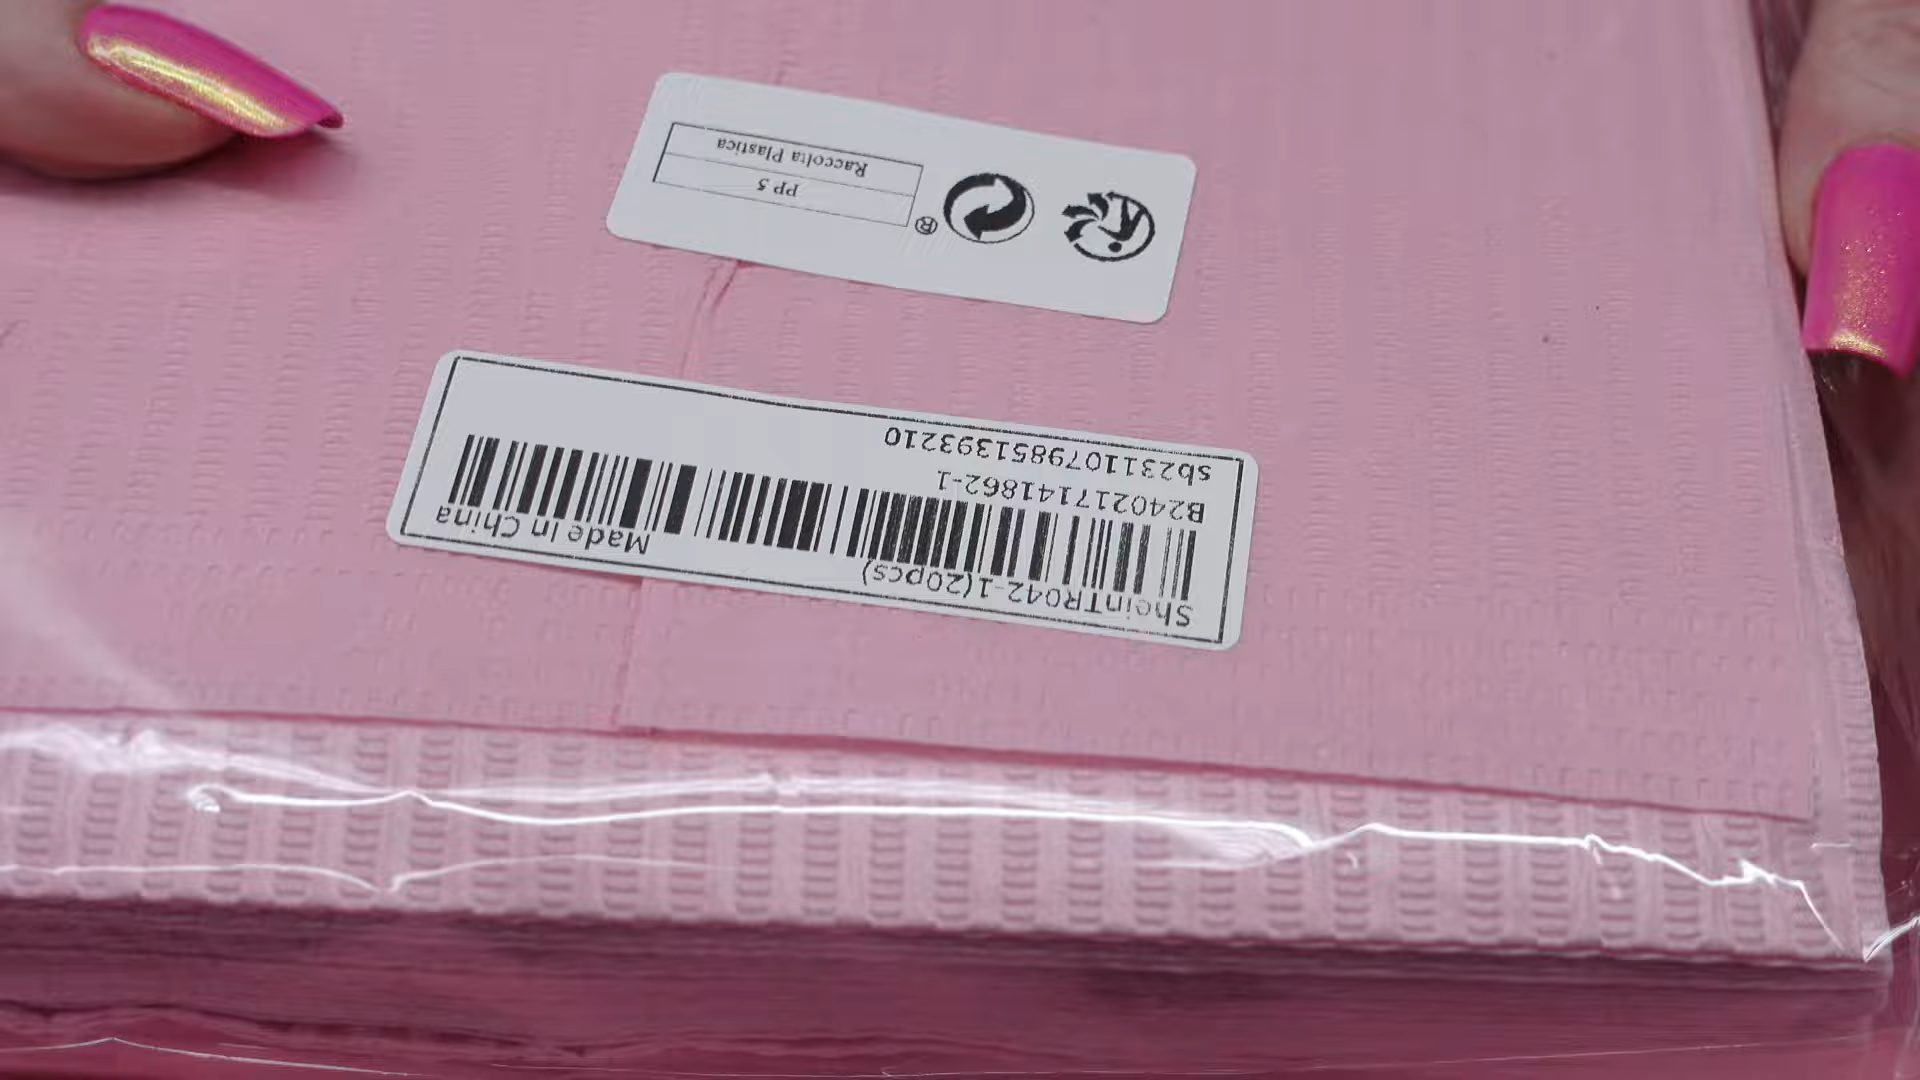 SheinTR042-1(20pcs)
Made In China
B240217141862-1
sb2311079851393210
®
PP 5
Raccolta Plastica